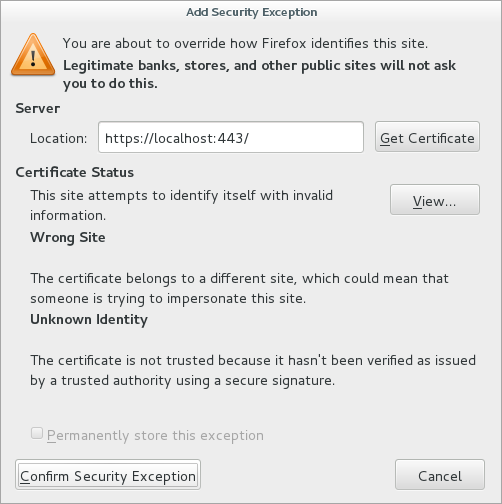 Add Security Exception
You are about to override how Firefox identifies this site.
Legitimate banks, stores, and other public sites will not ask
you to do this.
Server
Location: https://localhost:443/ Get Certificate
Certificate Status
This site attempts to identify itself with invalid
information.
View...
Wrong Site
The certificate belongs to a different site, which could mean that
someone is trying to impersonate this site.
Unknown Identity
The certificate is not trusted because it hasn't been verified as issued
by a trusted authority using a secure signature.
Permanently store this exception
Confirm Security Exception Cancel